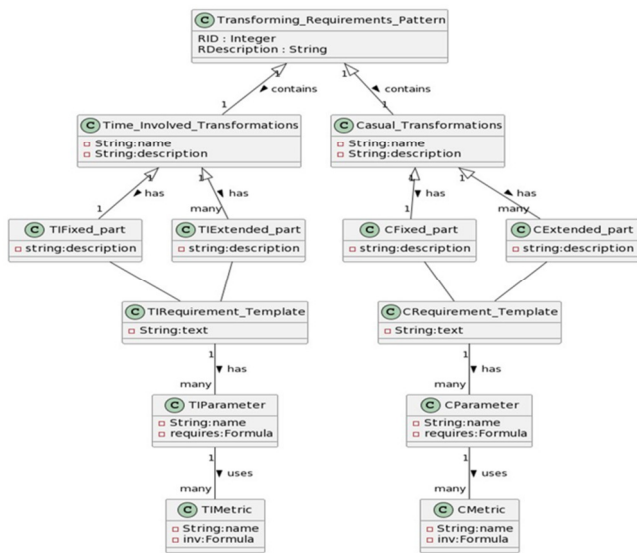 C Transforming_Requirements_Pattern
RID : Integer
RDescription : String
1 1
contains contains
1 1
C Time_Involved_Transformations C Casual_Transformations
String:name String:name
String:description String:description
1 1 1 1
has has has has
1 many 1 many
C TIFixed_part C TIExtended_part C CFixed_part C CExtended_part
string:description string:description string:description string:description
C TIRequirement_Template C CRequirement_Template
String:text String:text
1 1
has has
many many
C TIParameter C CParameter
String:name String:name
requires:Formula requires:Formula
1 1
uses uses
many many
C TIMetric C CMetric
String:name String:name
inv:Formula inv:Formula